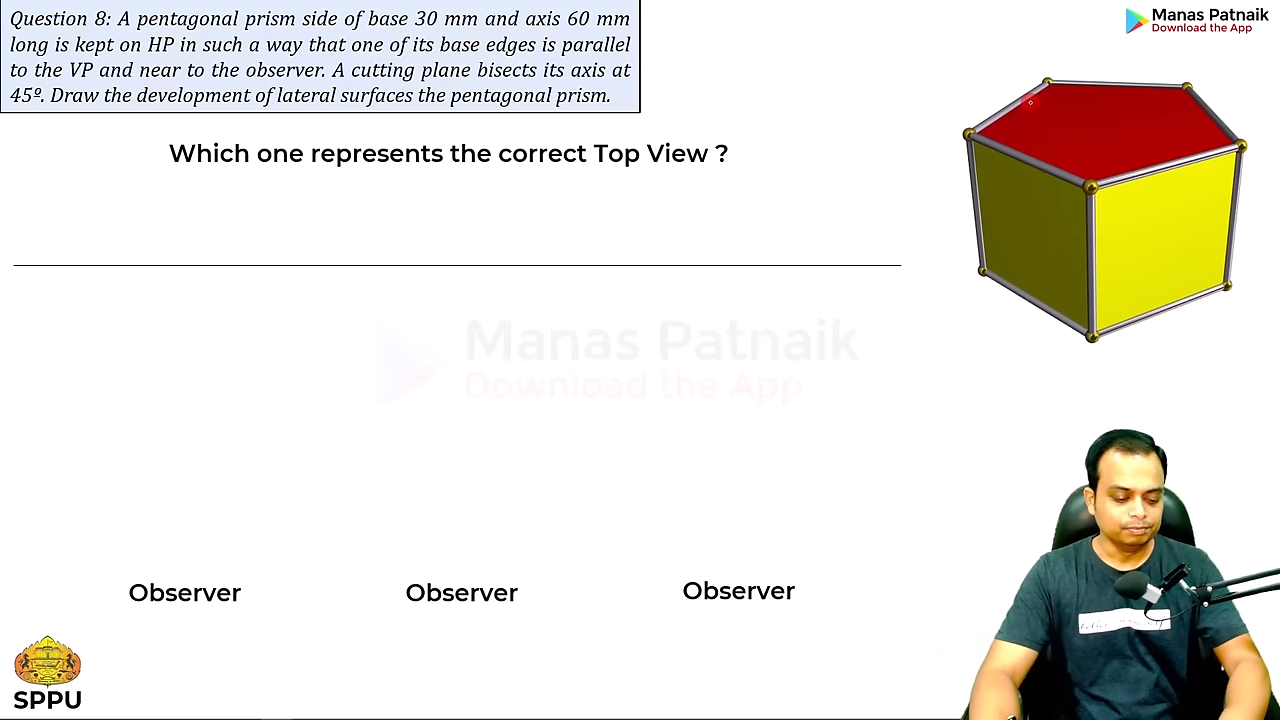 Question 8: A pentagonal prism side of base 30 mm and axis 60 mm
long is kept on HP in such a way that one of its base edges is parallel
to the VP and near to the observer. A cutting plane bisects its axis at
45º. Draw the development of lateral surfaces the pentagonal prism.
Manas Patnaik
Download the App
Which one represents the correct Top View ?
Manas Patnaik
Download the App
Observer
Observer
Observer
SPPU